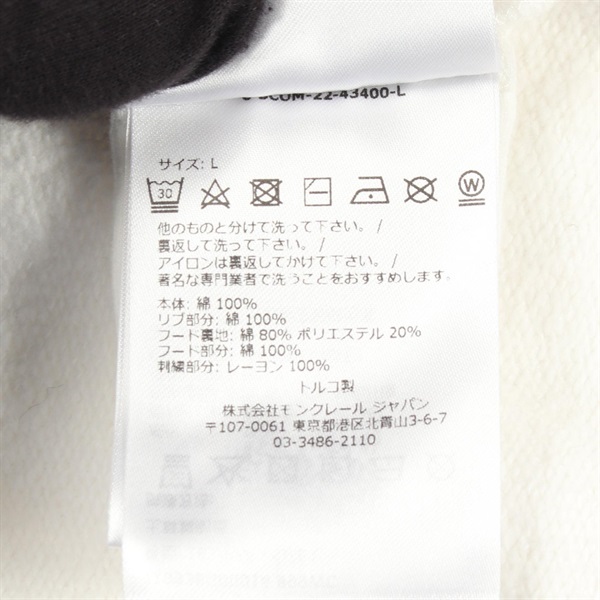 COM-22-43400-L
サイズ: L
30
W
他のものと分けて洗って下さい。/
裏返して洗って下さい。/
アイロンは裏返してかけて下さい。/
著名な専門業者で洗うことをおすすめします。
本体: 綿 100%
リブ部分: 綿 100%
フード裏地: 綿 80% ポリエステル 20%
フード部分: 綿 100%
刺繍部分: レーヨン 100%
トルコ製
株式会社モンクレール ジャパン
〒107-0061 東京都港区北青山3-6-7
03-3486-2110